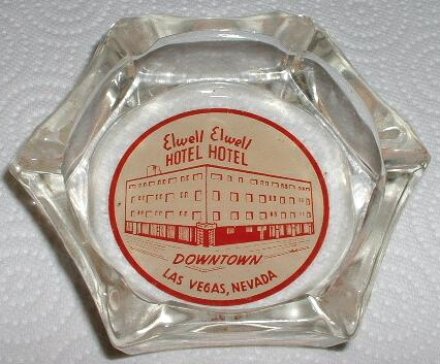 Elwell Elwell
HOTEL HOTEL
DOWNTOWN
LAS VEGAS, NEVADA